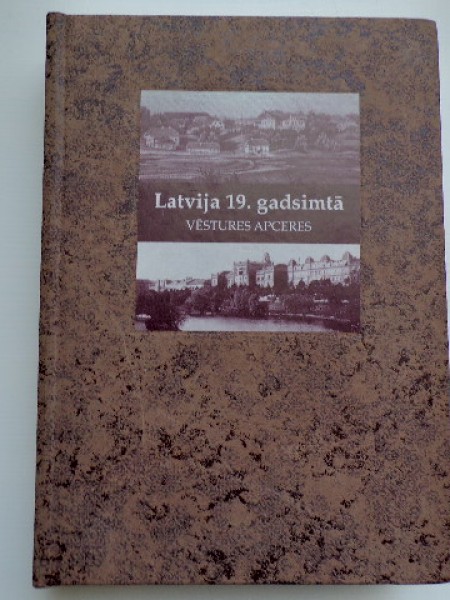 Latvija 19. gadsimtā
VĒSTURES APCERES